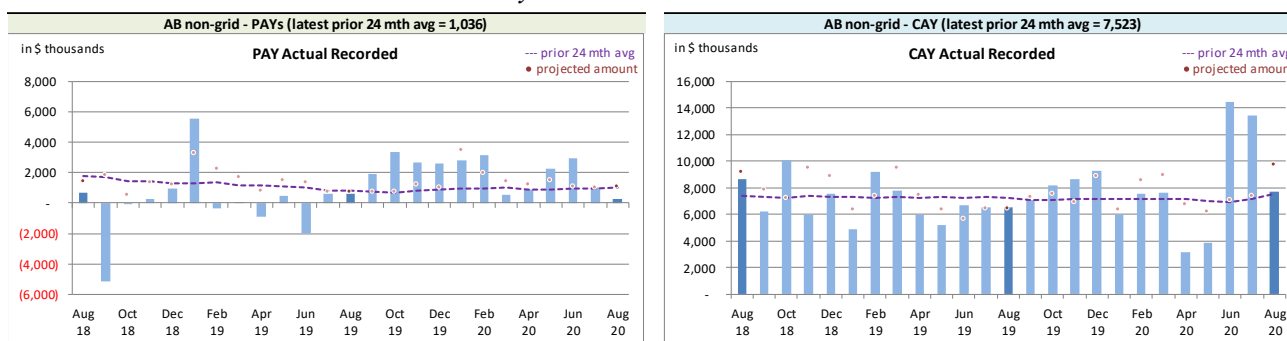 AB non-grid - PAYs (latest prior 24 mth avg = 1,036)
in $ thousands
PAY Actual Recorded
--- prior 24 mth avg
• projected amount
8,000
6,000
4,000
2,000
-
(2,000)
(4,000)
(6,000)
Aug Oct Dec Feb Apr Jun Aug Oct Dec Feb Apr Jun Aug
18 18 18 19 19 19 19 19 19 20 20 20 20
AB non-grid - CAY (latest prior 24 mth avg = 7,523)
in $ thousands
CAY Actual Recorded
--- prior 24 mth avg
• projected amount
16,000
14,000
12,000
10,000
8,000
6,000
4,000
2,000
-
Aug Oct Dec Feb Apr Jun Aug Oct Dec Feb Apr Jun Aug
18 18 18 19 19 19 19 19 19 20 20 20 20